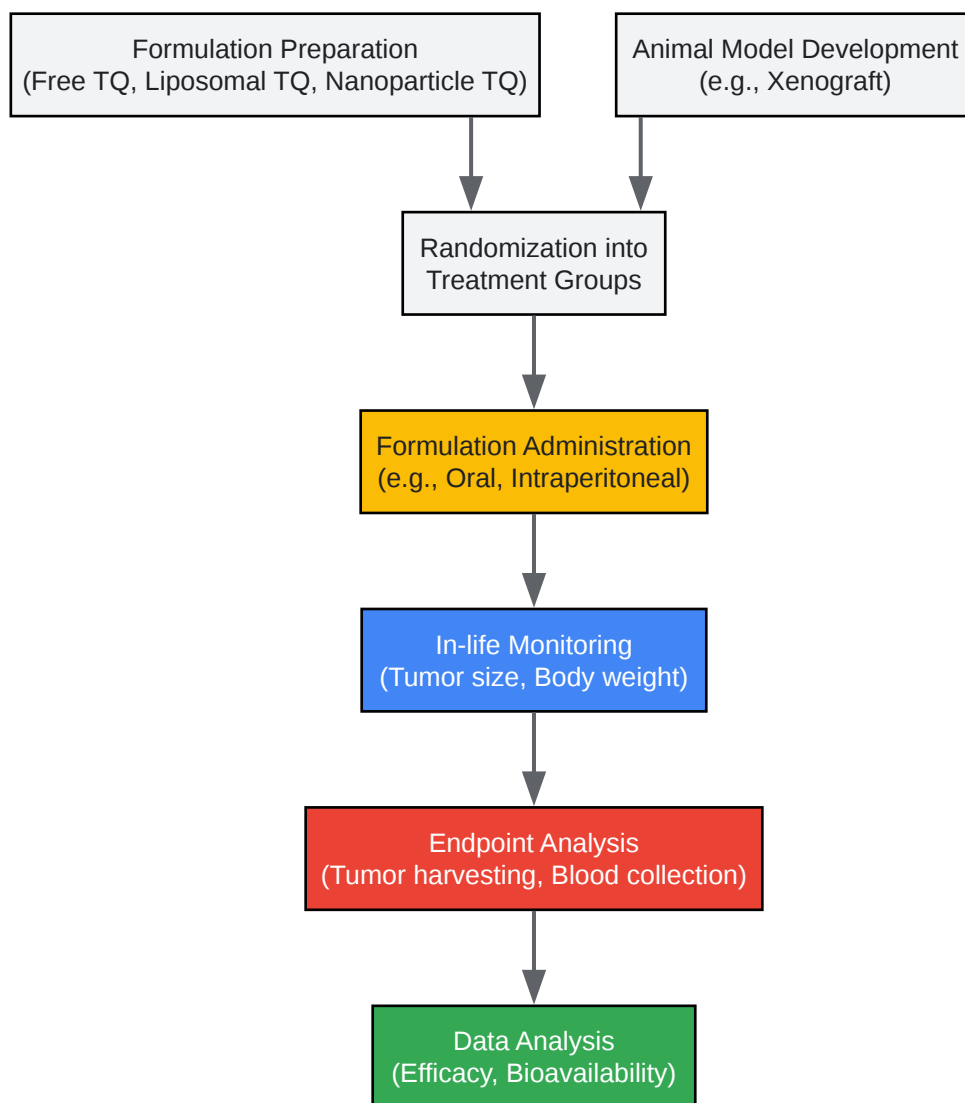 Formulation Preparation
(Free TQ, Liposomal TQ, Nanoparticle TQ)
Animal Model Development
(e.g., Xenograft)
Randomization into
Treatment Groups
Formulation Administration
(e.g., Oral, Intraperitoneal)
In-life Monitoring
(Tumor size, Body weight)
Endpoint Analysis
(Tumor harvesting, Blood collection)
Data Analysis
(Efficacy, Bioavailability)